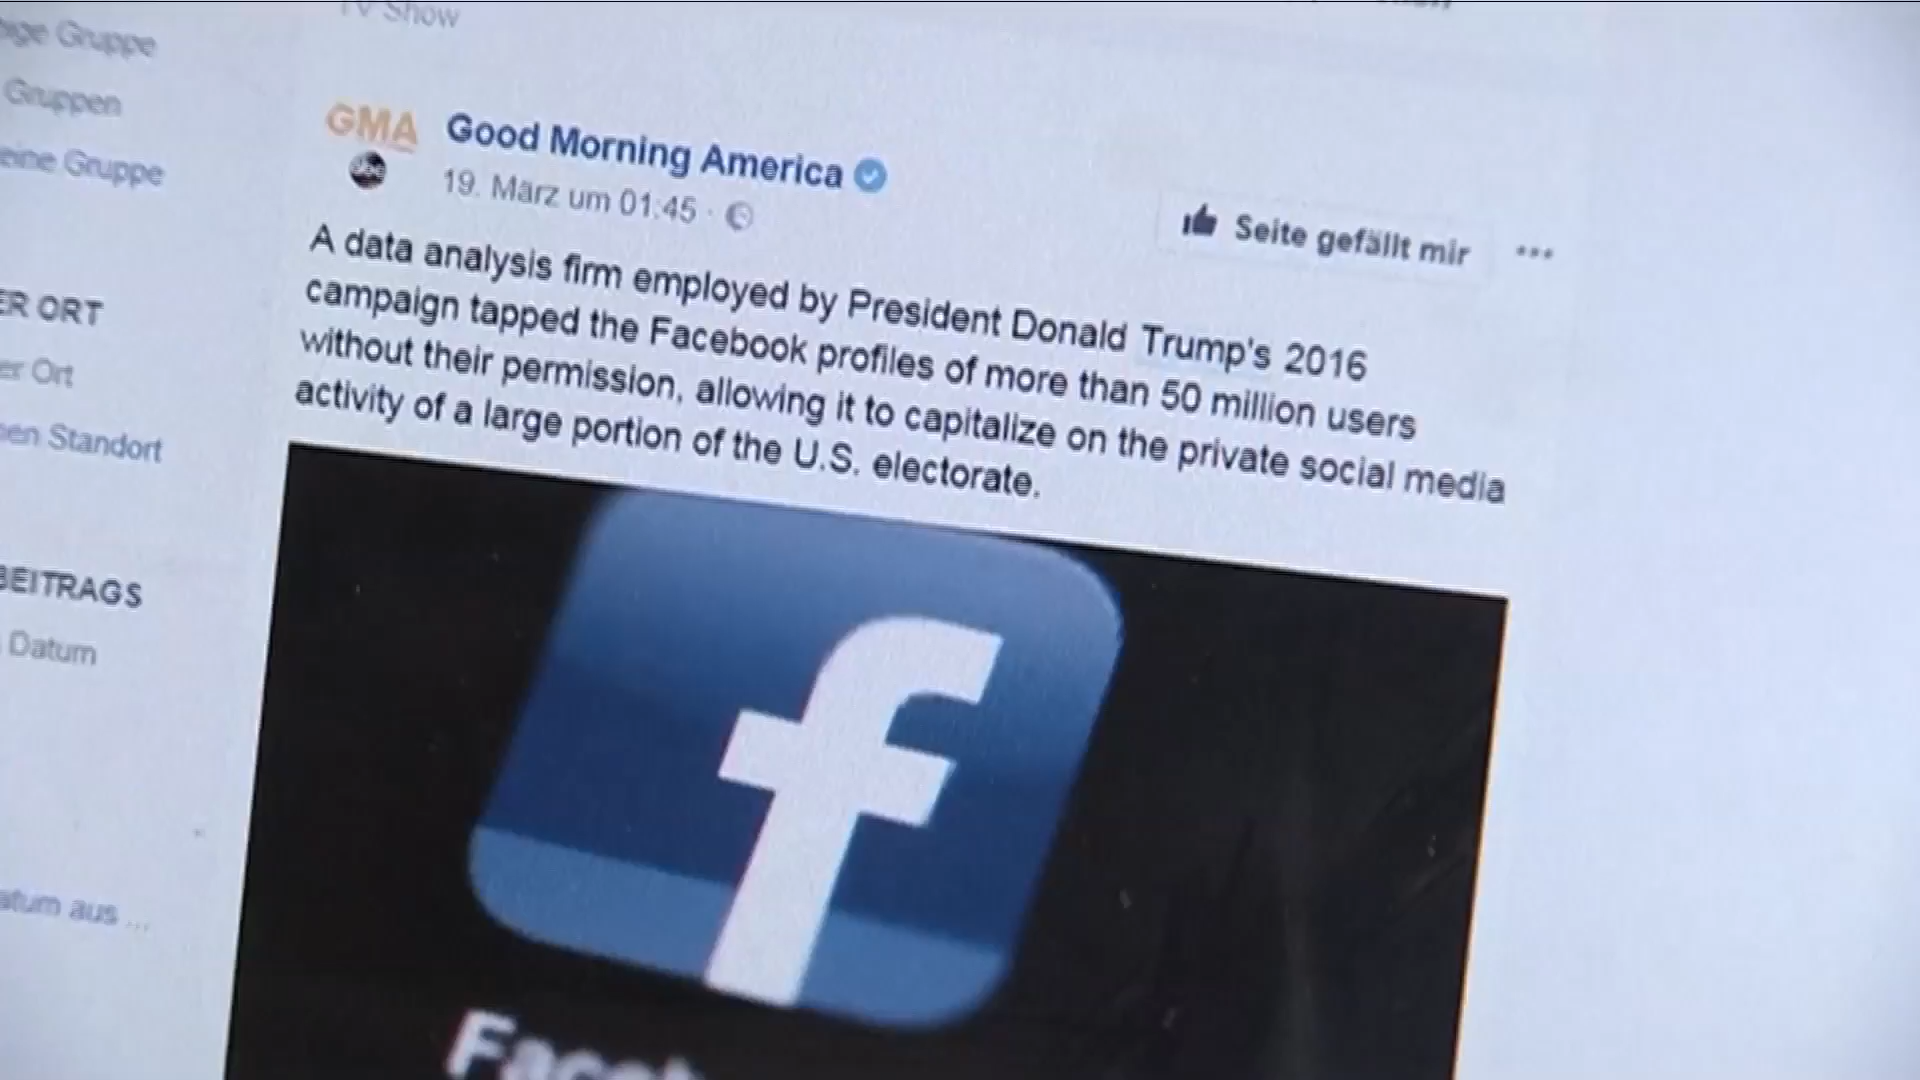 TV Show
Gruppe
Gruppen
eine Gruppe
GMA
abc
Good Morning America
19. März um 01:45
Seite gefällt mir
A data analysis firm employed by President Donald Trump's 2016
campaign tapped the Facebook profiles of more than 50 million users
without their permission, allowing it to capitalize on the private social media
activity of a large portion of the U.S. electorate.
ER ORT
er Ort
nen Standort
BEITRAGS
Datum
atum aus ...
f
Faceb